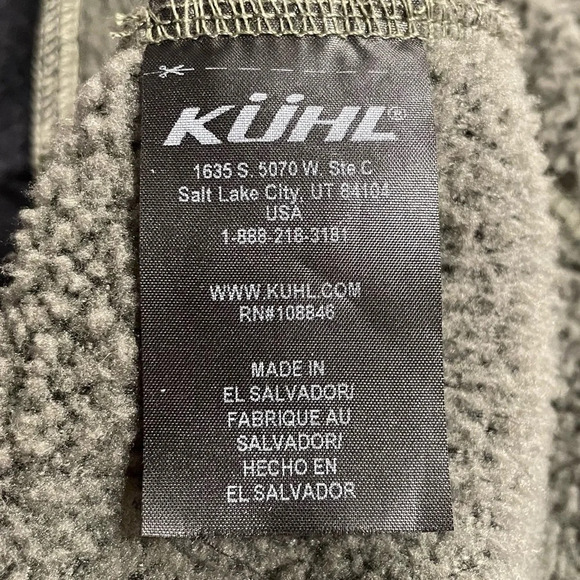 KÜHL®
1635 S. 5070 W. Ste C
Salt Lake City, UT 84104
USA
1-888-218-3181
WWW.KUHL.COM
RN#108846
MADE IN
EL SALVADOR/
FABRIQUE AU
SALVADOR/
HECHO EN
EL SALVADOR